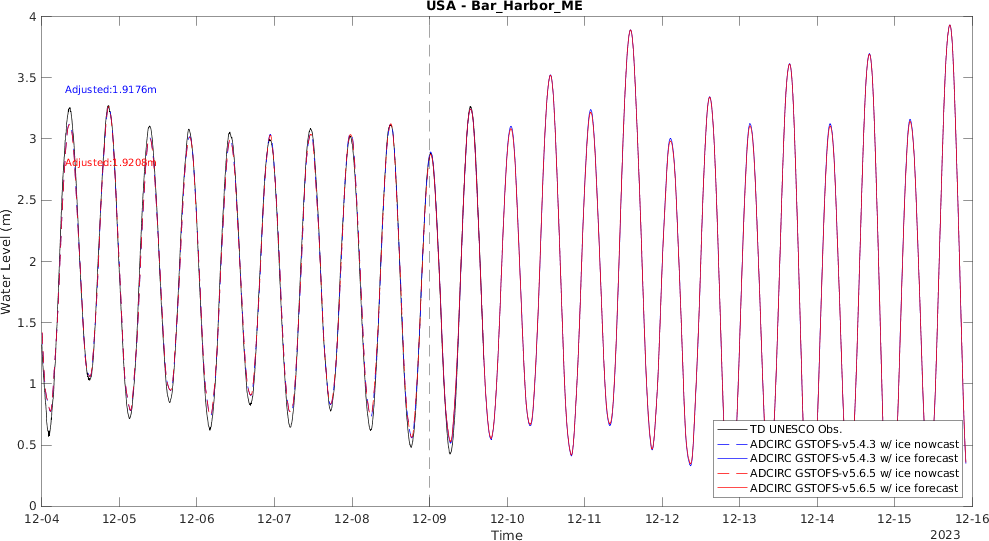 USA - Bar_Harbor_ME
4
3.5
3
2.5
2
1.5
1
0.5
0
Water Level (m)
Adjusted:1.9176m
Adjusted:1.9208m
TD UNESCO Obs.
ADCIRC GSTOFS-v5.4.3 w/ ice nowcast
ADCIRC GSTOFS-v5.4.3 w/ ice forecast
ADCIRC GSTOFS-v5.6.5 w/ ice nowcast
ADCIRC GSTOFS-v5.6.5 w/ ice forecast
12-04 12-05 12-06 12-07 12-08 12-09 12-10 12-11 12-12 12-13 12-14 12-15 12-16
Time
2023